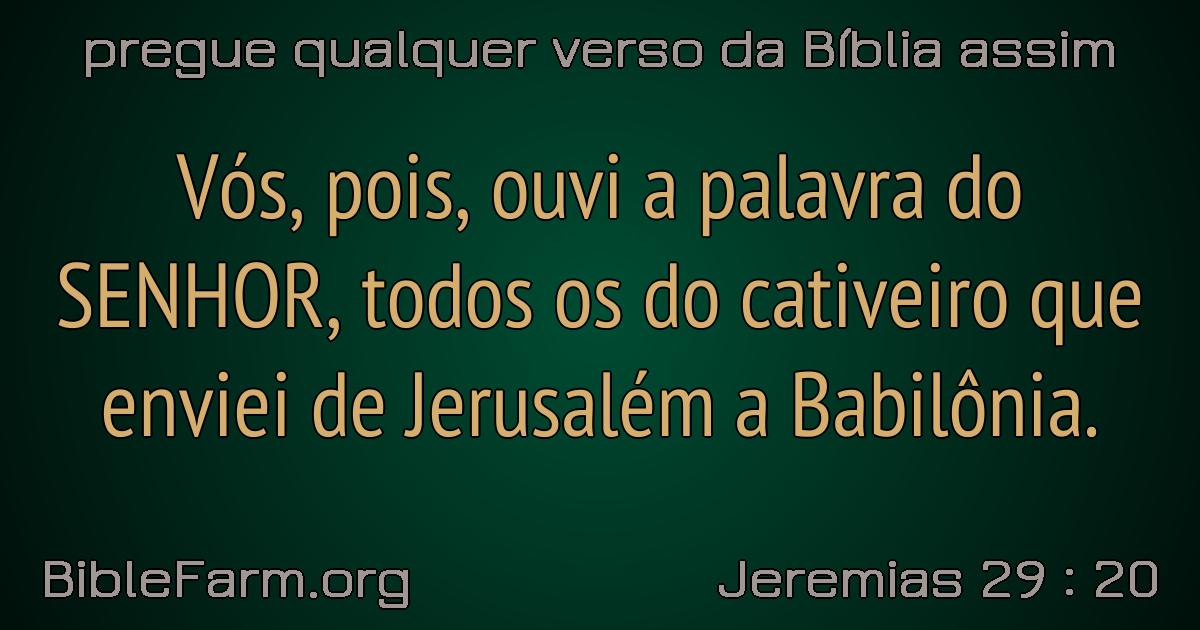 pregue qualquer verso da Bíblia assim
Vós, pois, ouvi a palavra do
SENHOR, todos os do cativeiro que
enviei de Jerusalém a Babilônia.
BibleFarm.org
Jeremias 29 : 20